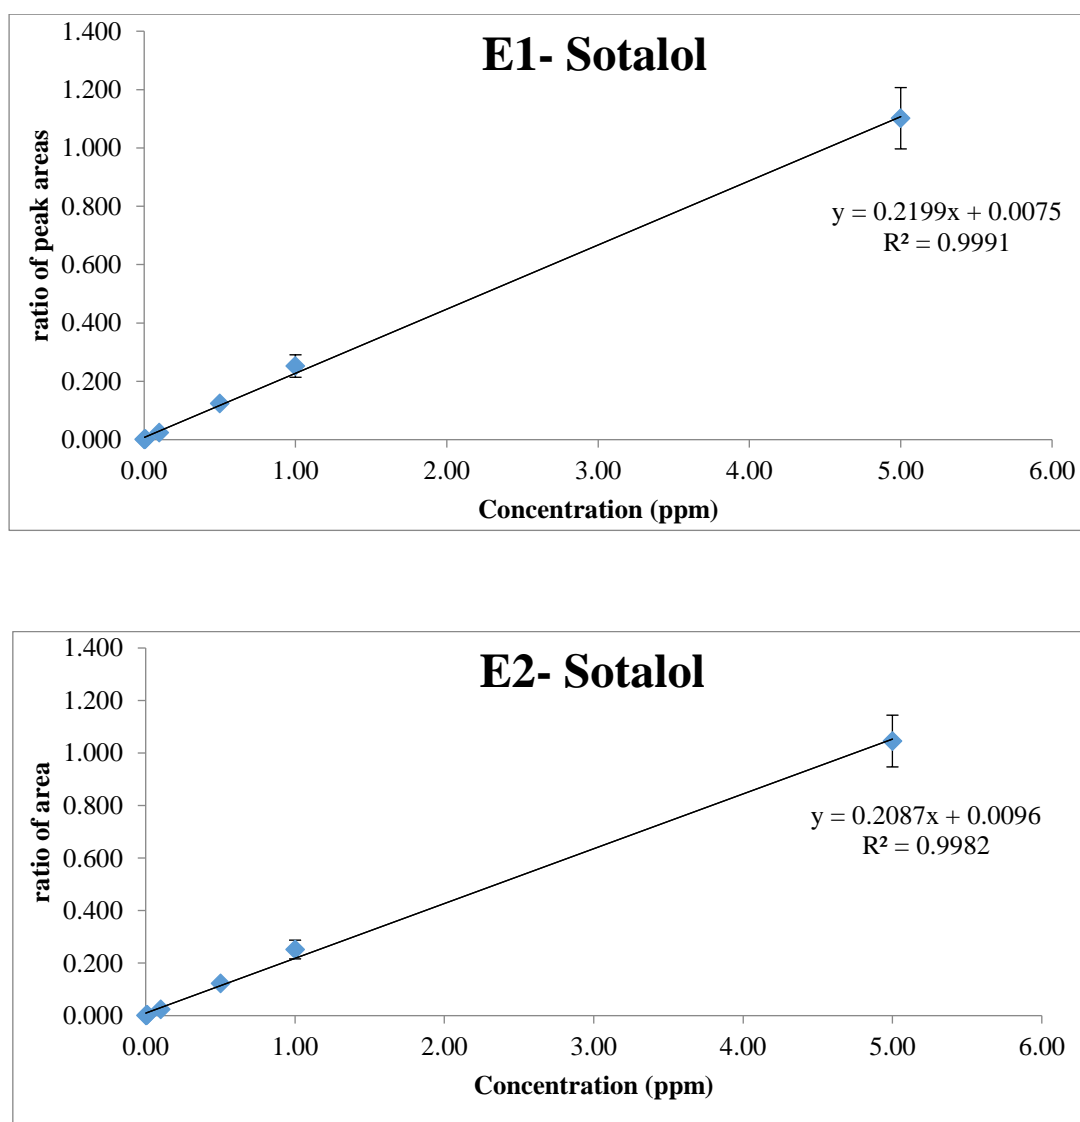 E1- Sotalol
1.400
1.200
1.000
0.800
0.600
0.400
0.200
0.000
ratio of peak areas
y = 0.2199x + 0.0075
R² = 0.9991
0.00 1.00 2.00 3.00 4.00 5.00 6.00
Concentration (ppm)
E2- Sotalol
1.400
1.200
1.000
0.800
0.600
0.400
0.200
0.000
ratio of area
y = 0.2087x + 0.0096
R² = 0.9982
0.00 1.00 2.00 3.00 4.00 5.00 6.00
Concentration (ppm)